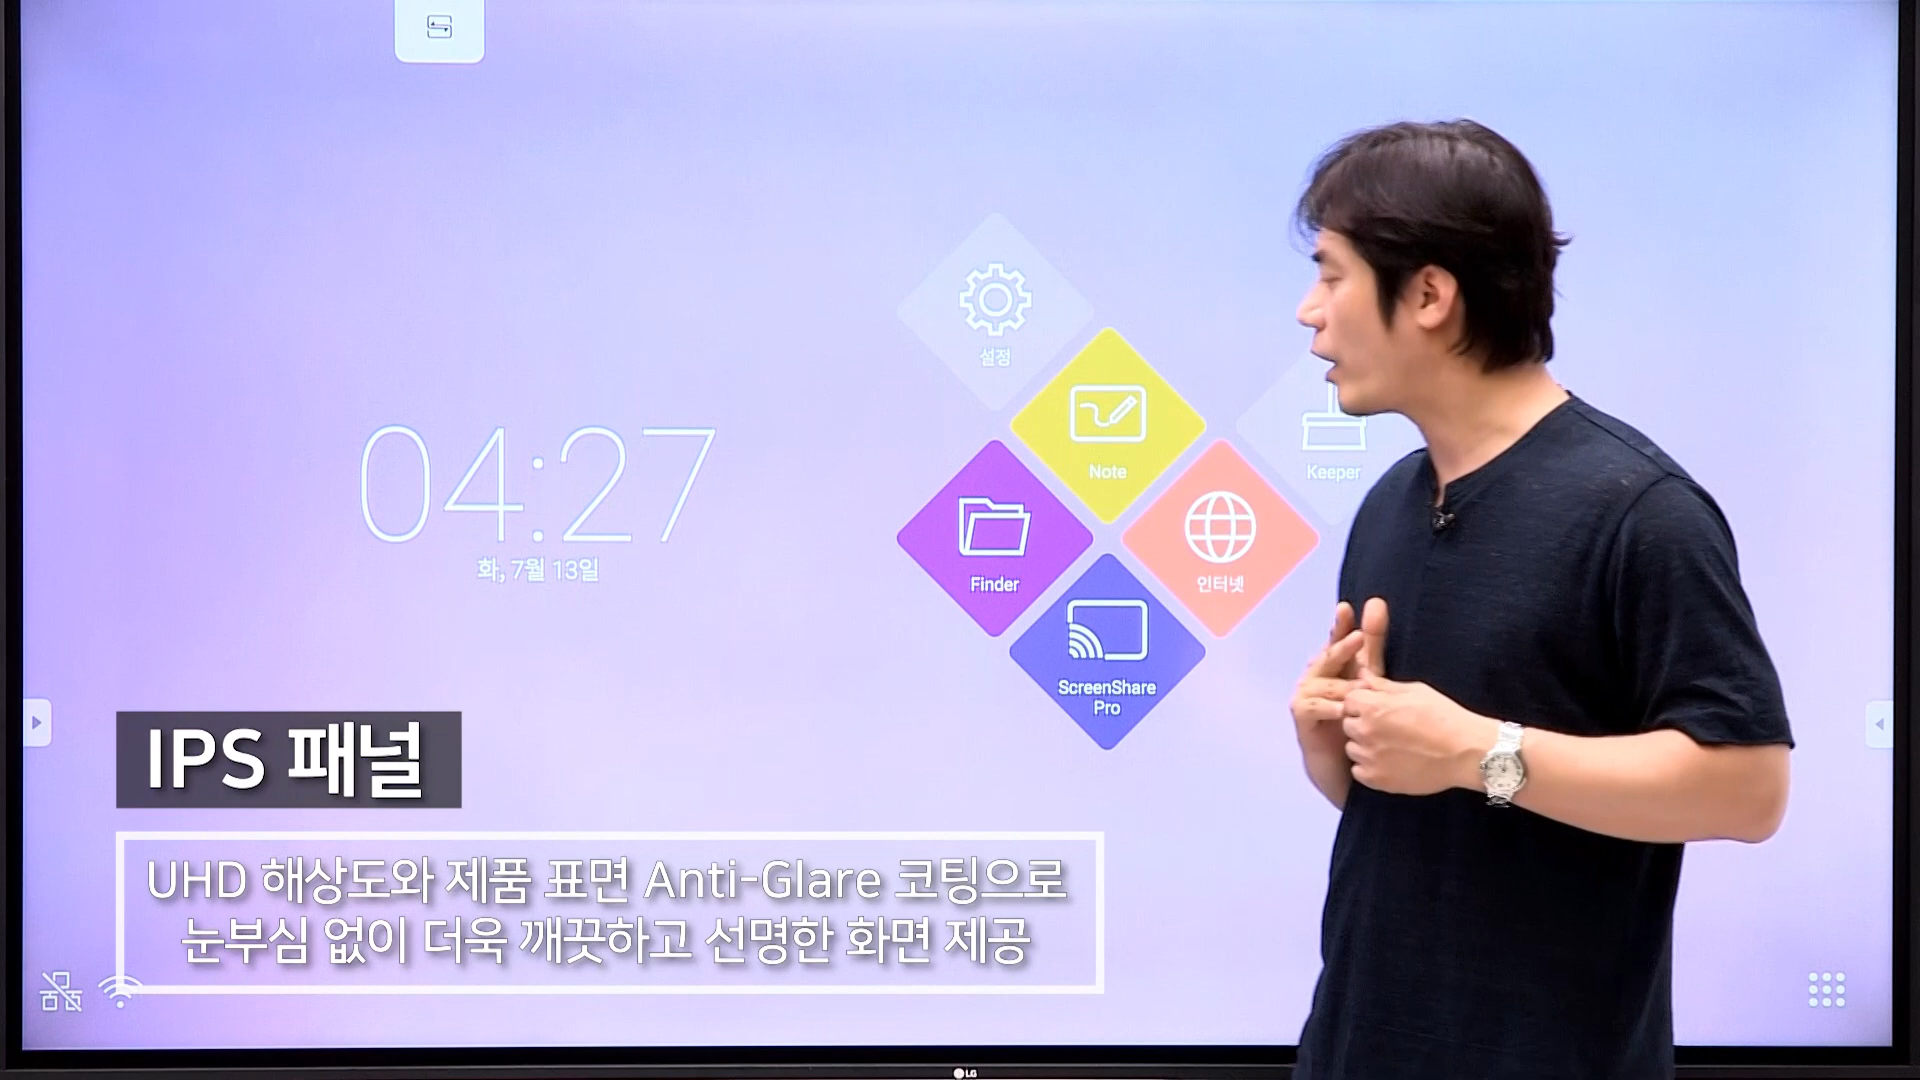 설정
Note
Keeper
04:27
화, 7월 13일
Finder
인터넷
ScreenShare
Pro
IPS 패널
UHD 해상도와 제품 표면 Anti-Glare 코팅으로
눈부심 없이 더욱 깨끗하고 선명한 화면 제공
LG